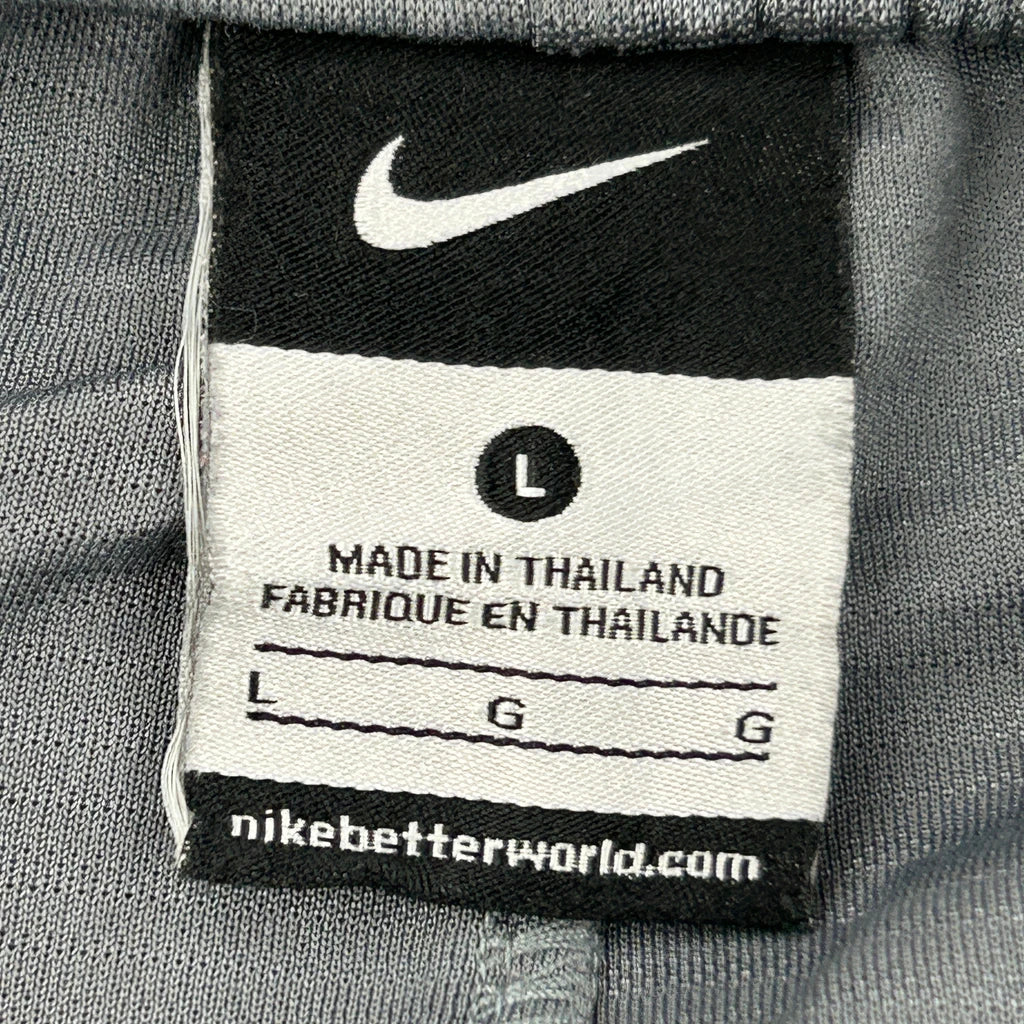 L
MADE IN THAILAND
FABRIQUE EN THAILANDE
L G G
nikebetterworld.com